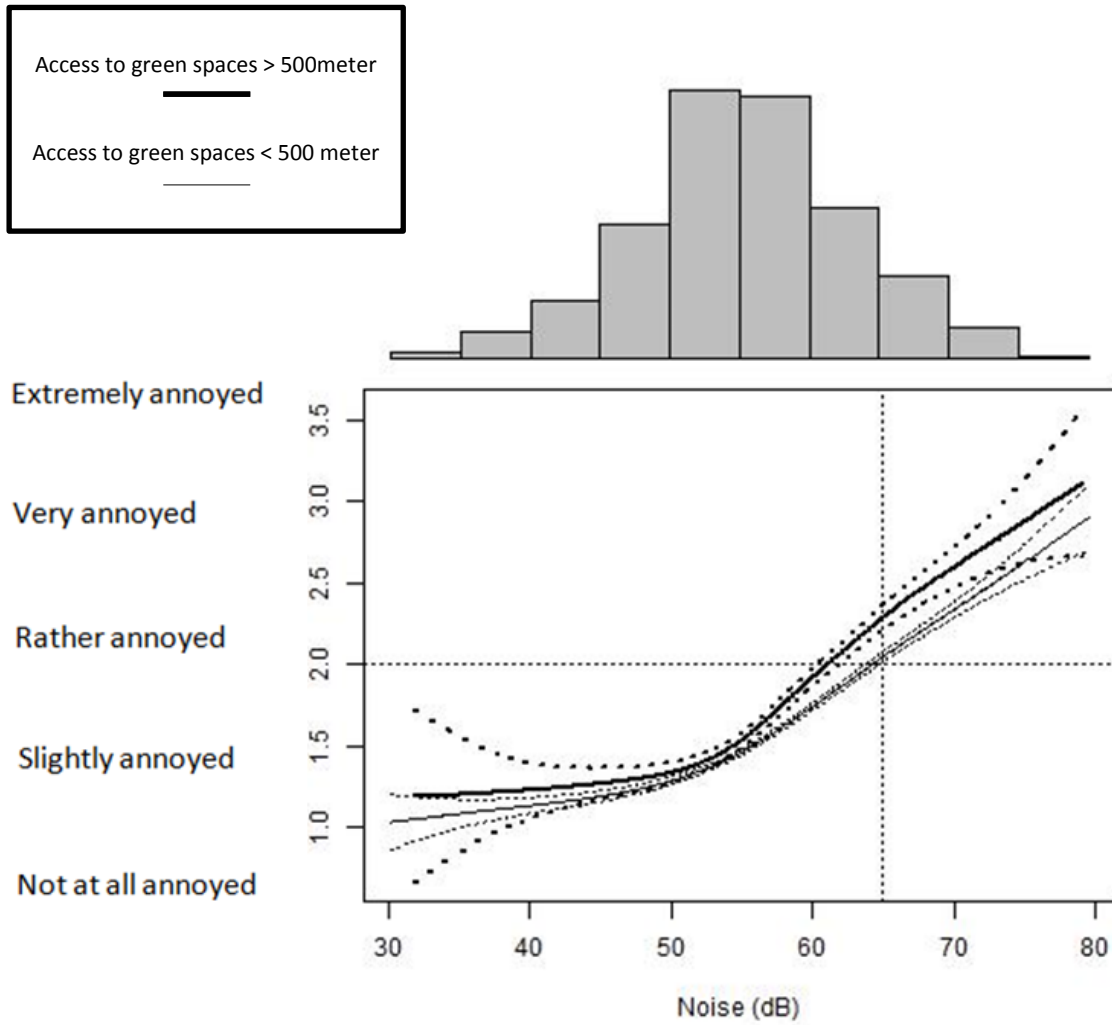 Access to green spaces > 500meter
Access to green spaces < 500 meter
Extremely annoyed
Very annoyed
Rather annoyed
Slightly annoyed
Not at all annoyed
3.5
3.0
2.5
2.0
1.5
1.0
30 40 50 60 70 80
Noise (dB)